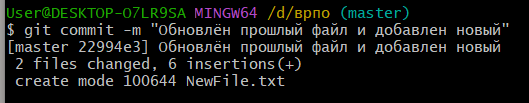 User@DESKTOP-O7LR9SA MINGW64 /d/врпо (master)
$ git commit -m "Обновлён прошлый файл и добавлен новый"
[master 22994e3] Обновлён прошлый файл и добавлен новый
 2 files changed, 6 insertions(+)
 create mode 100644 NewFile.txt